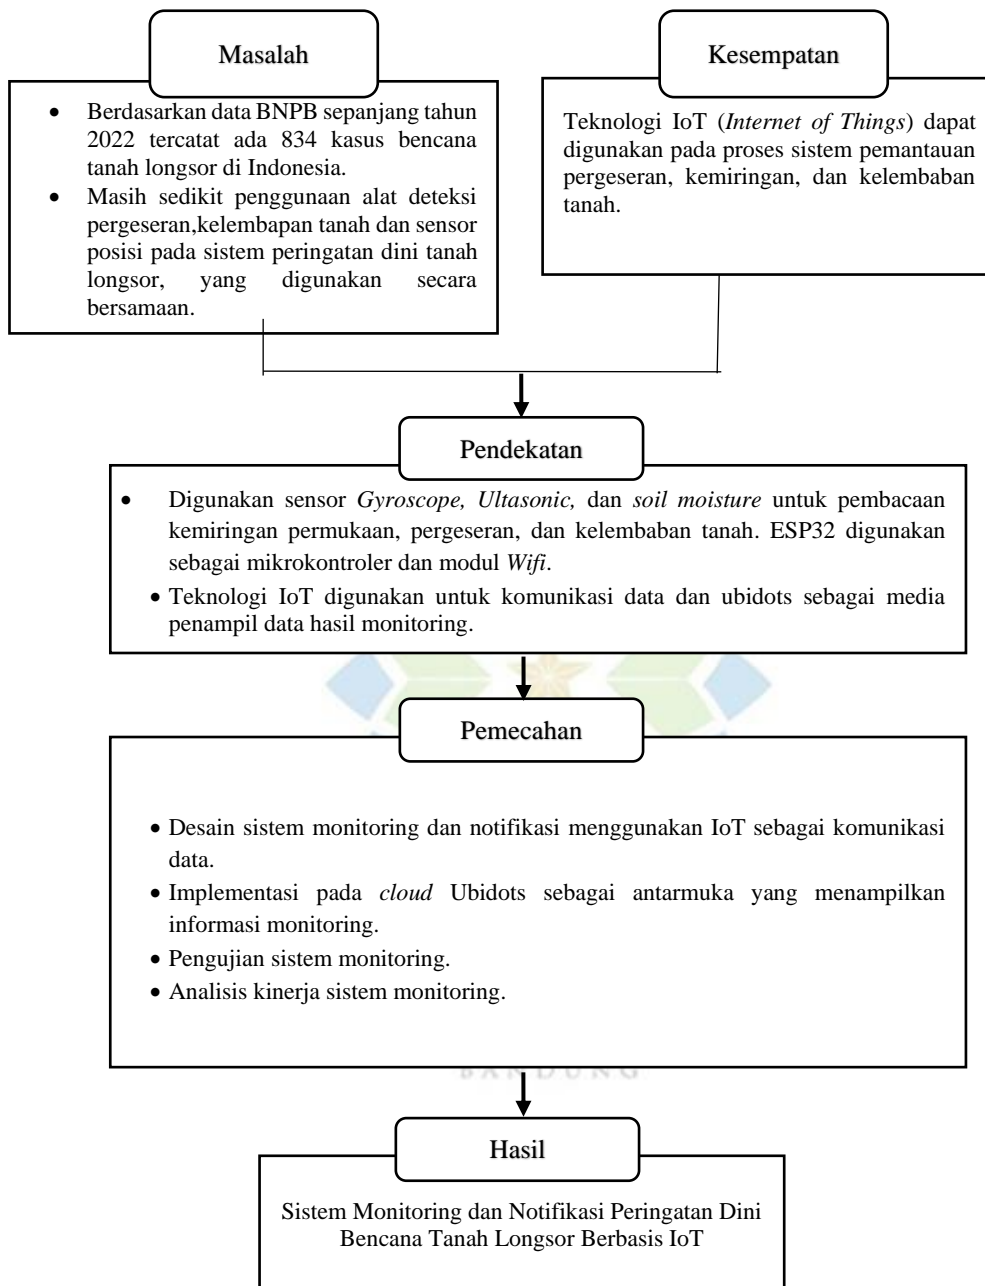 Masalah
• Berdasarkan data BNPB sepanjang tahun
2022 tercatat ada 834 kasus bencana
tanah longsor di Indonesia.
• Masih sedikit penggunaan alat deteksi
pergeseran,kelembapan tanah dan sensor
posisi pada sistem peringatan dini tanah
longsor, yang digunakan secara
bersamaan.
Kesempatan
Teknologi IoT (Internet of Things) dapat
digunakan pada proses sistem pemantauan
pergeseran, kemiringan, dan kelembaban
tanah.
Pendekatan
• Digunakan sensor Gyroscope, Ultasonic, dan soil moisture untuk pembacaan
kemiringan permukaan, pergeseran, dan kelembaban tanah. ESP32 digunakan
sebagai mikrokontroler dan modul Wifi.
• Teknologi IoT digunakan untuk komunikasi data dan ubidots sebagai media
penampil data hasil monitoring.
Pemecahan
• Desain sistem monitoring dan notifikasi menggunakan IoT sebagai komunikasi
data.
• Implementasi pada cloud Ubidots sebagai antarmuka yang menampilkan
informasi monitoring.
• Pengujian sistem monitoring.
• Analisis kinerja sistem monitoring.
BANDUNG
Hasil
Sistem Monitoring dan Notifikasi Peringatan Dini
Bencana Tanah Longsor Berbasis IoT